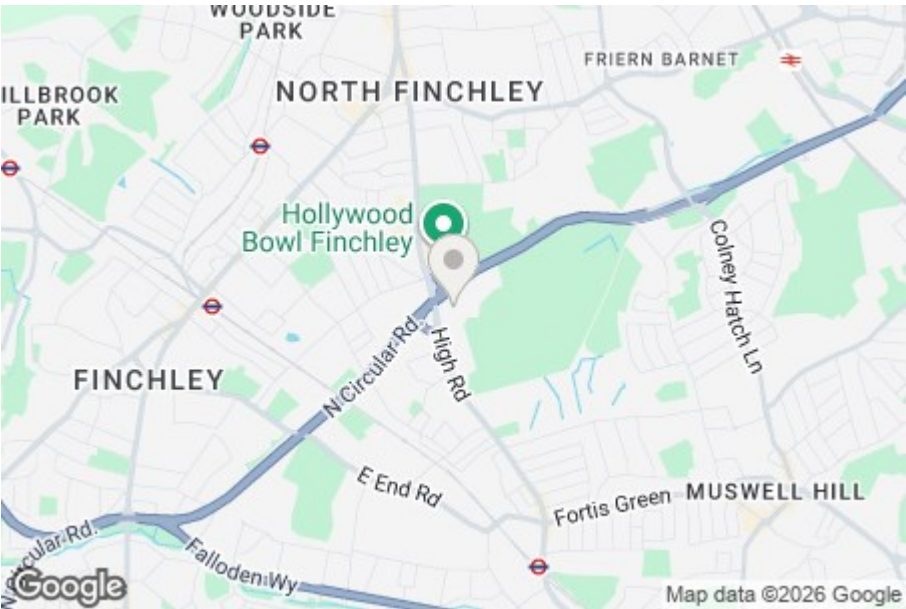 WOODSIDE
PARK
FRIERN BARNET
NORTH FINCHLEY
ILLBROOK
PARK
Hollywood
Bowl Finchley
Colney Hatch Ln
N Circular Rd.
High Rd
FINCHLEY
E End Rd
Fortis Green
MUSWELL HILL
N Circular Rd.
Falloden Wy
Google
Map data ©2026 Google